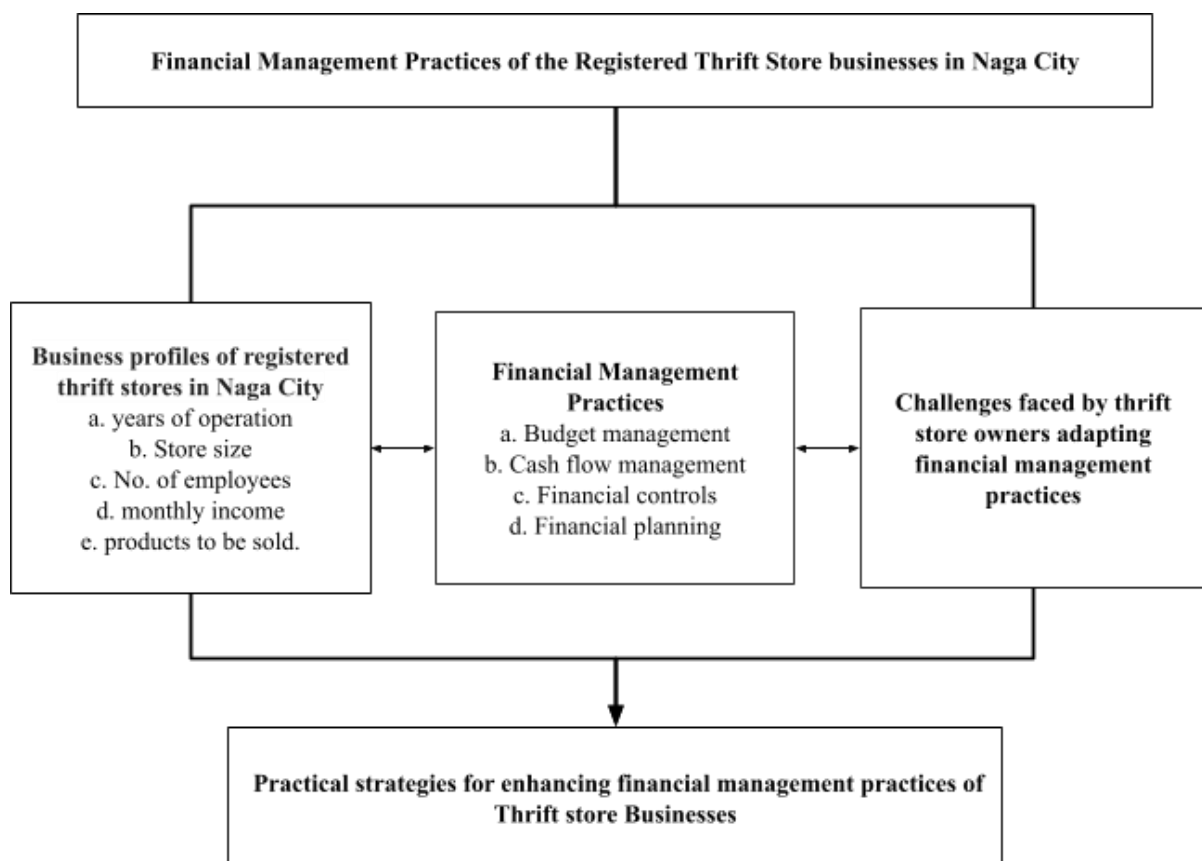 Financial Management Practices of the Registered Thrift Store businesses in Naga City
Business profiles of registered
thrift stores in Naga City
a. years of operation
b. Store size
c. No. of employees
d. monthly income
e. products to be sold.
Financial Management
Practices
a. Budget management
b. Cash flow management
c. Financial controls
d. Financial planning
Challenges faced by thrift
store owners adapting
financial management
practices
Practical strategies for enhancing financial management practices of
Thrift store Businesses